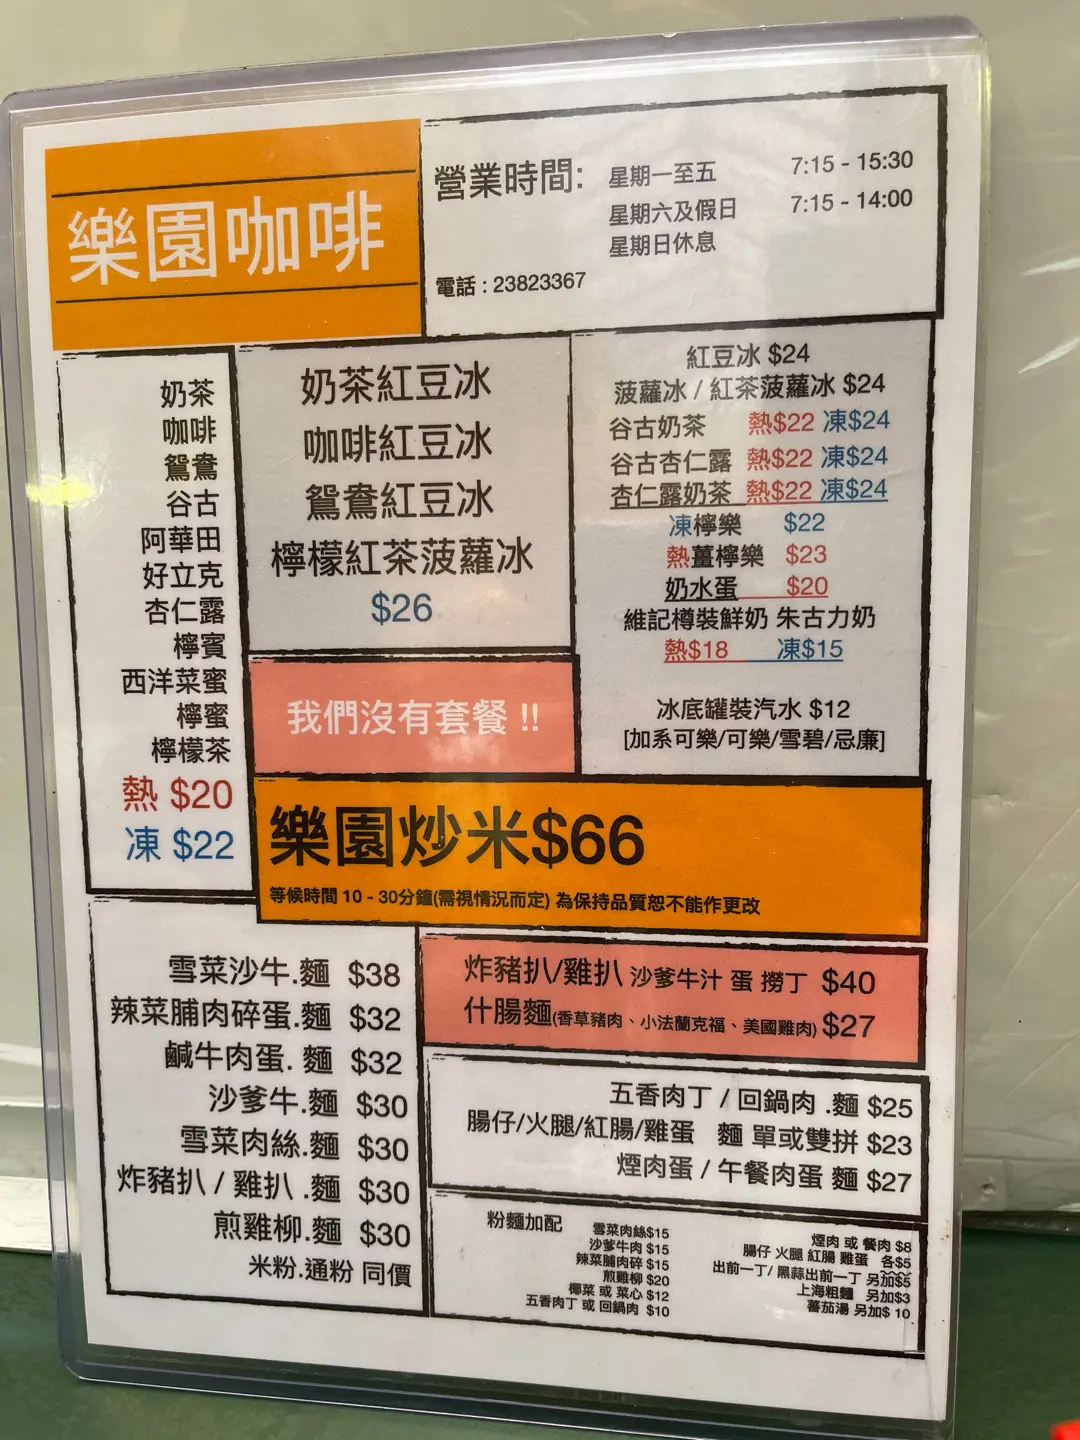 樂園咖啡
營業時間: 星期一至五 7:15 - 15:30
星期六及假日 7:15 - 14:00
星期日休息
電話 : 23823367
奶茶
咖啡
鴛鴦
谷古
阿華田
好立克
杏仁露
檸賓
西洋菜蜜
檸蜜
檸檬茶
熱 $20
凍 $22
奶茶紅豆冰
咖啡紅豆冰
鴛鴦紅豆冰
檸檬紅茶菠蘿冰
$26
我們沒有套餐 !!
紅豆冰 $24
菠蘿冰 / 紅茶菠蘿冰 $24
谷古奶茶 熱$22 凍$24
谷古杏仁露 熱$22 凍$24
杏仁露奶茶 熱$22 凍$24
凍檸樂 $22
熱薑檸樂 $23
奶水蛋 $20
維記樽裝鮮奶 朱古力奶
熱$18 凍$15
冰底罐裝汽水 $12
[加系可樂/可樂/雪碧/忌廉]
樂園炒米$66
等候時間 10 - 30分鐘(需視情況而定) 為保持品質恕不能作更改
雪菜沙牛.麵 $38
辣菜脯肉碎蛋.麵 $32
鹹牛肉蛋. 麵 $32
沙爹牛.麵 $30
雪菜肉絲.麵 $30
炸豬扒 / 雞扒 .麵 $30
煎雞柳.麵 $30
米粉.通粉 同價
炸豬扒/雞扒 沙爹牛汁 蛋 撈丁 $40
什腸麵(香草豬肉、小法蘭克福、美國雞肉) $27
五香肉丁 / 回鍋肉 .麵 $25
腸仔/火腿/紅腸/雞蛋 麵 單或雙拼 $23
煙肉蛋 / 午餐肉蛋 麵 $27
粉麵加配 雪菜肉絲$15
沙爹牛肉 $15
辣菜脯肉碎 $15
煎雞柳 $20
椰菜 或 菜心 $12
五香肉丁 或 回鍋肉 $10
煙肉 或 餐肉 $8
腸仔 火腿 紅腸 雞蛋 各$5
出前一丁/ 黑蒜出前一丁 另加$5
上海粗麵 另加$3
蕃茄湯 另加$ 10